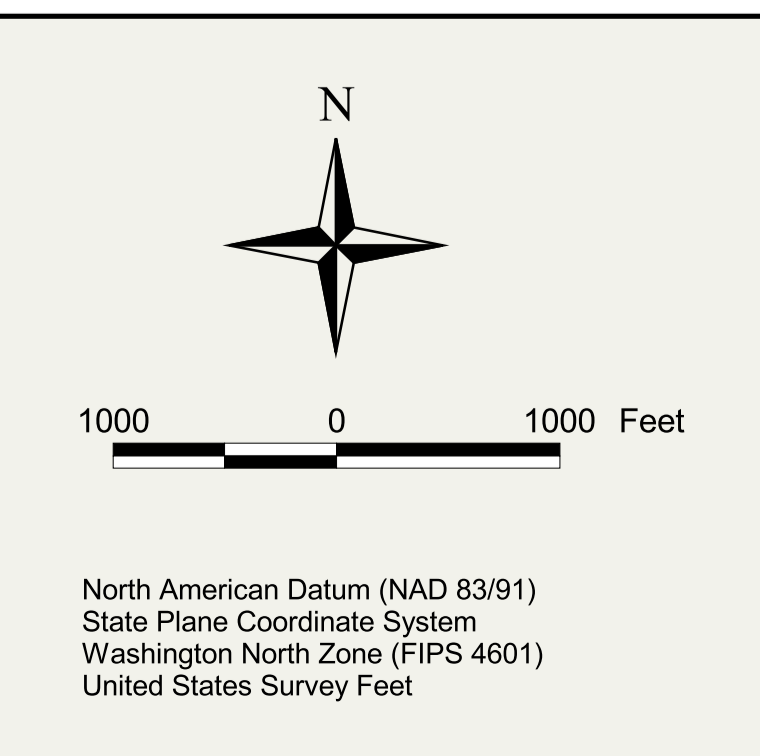 N
1000 0 1000 Feet
North American Datum (NAD 83/91)
State Plane Coordinate System
Washington North Zone (FIPS 4601)
United States Survey Feet